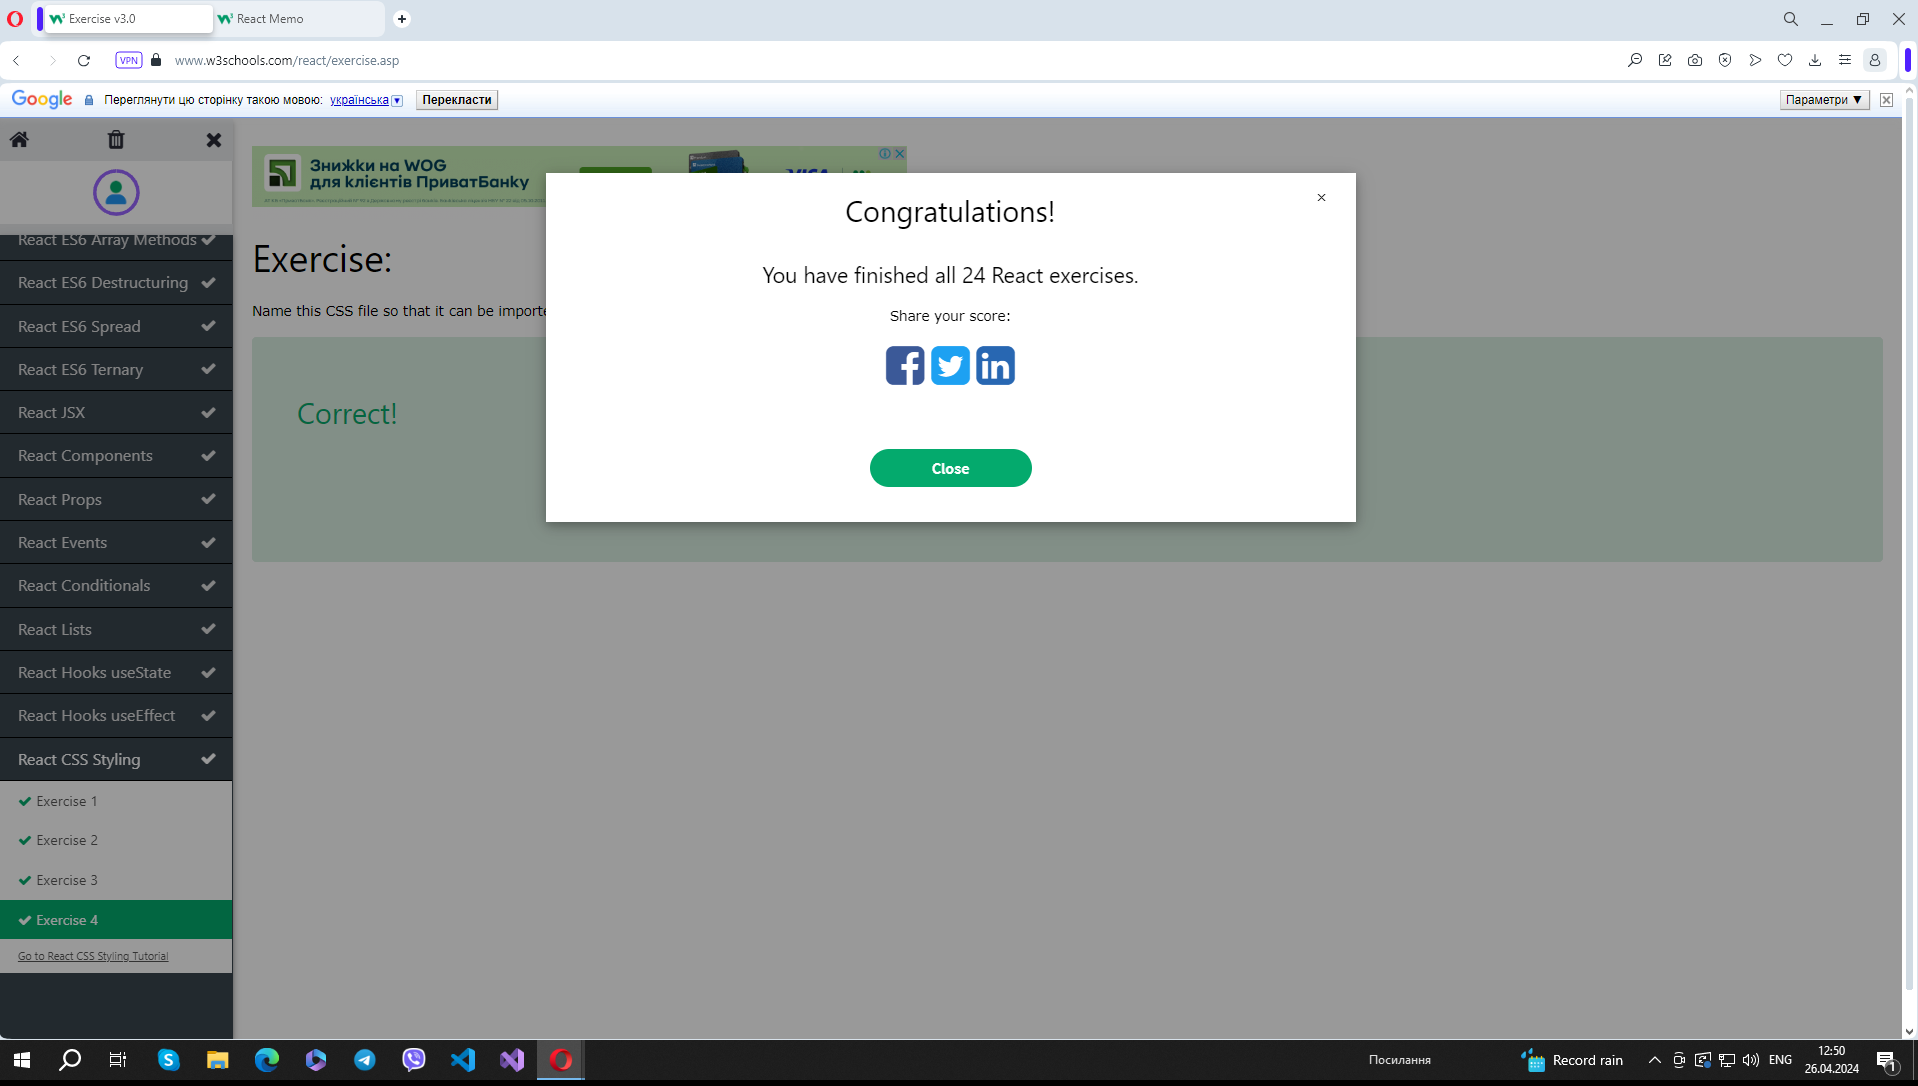 Exercise v3.0
React Memo
VPN
www.w3schools.com/react/exercise.asp
Google
Переглянути цю сторінку такою мовою: українська
Перекласти
Параметри ▼
Знижки на WOG
для клієнтів ПриватБанку
Congratulations!
You have finished all 24 React exercises.
Share your score:
Close
Exercise:
Name this CSS file so that it can be importe
Correct!
React ES6 Array Methods
React ES6 Destructuring
React ES6 Spread
React ES6 Ternary
React JSX
React Components
React Props
React Events
React Conditionals
React Lists
React Hooks useState
React Hooks useEffect
React CSS Styling
Exercise 1
Exercise 2
Exercise 3
Exercise 4
Go to React CSS Styling Tutorial
Посилання
Record rain
ENG
12:50
26.04.2024
1